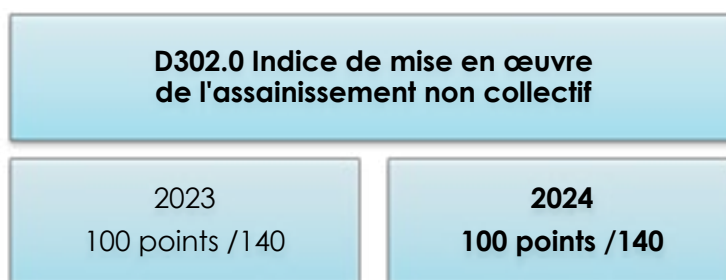 D302.0 Indice de mise en œuvre
de l'assainissement non collectif
2023
100 points /140
2024
100 points /140